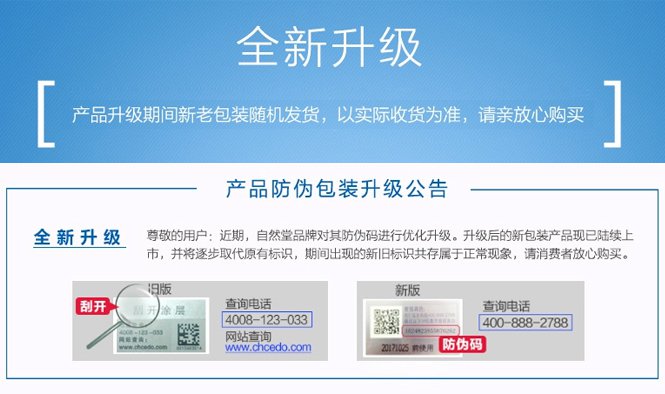 全新升级
产品升级期间新老包装随机发货，以实际收货为准，请亲放心购买
产品防伪包装升级公告
全新升级
尊敬的用户：近期，自然堂品牌对其防伪码进行优化升级。升级后的新包装产品现已陆续上
市，并将逐步取代原有标识，期间出现的新旧标识共存属于正常现象，请消费者放心购买。
旧版
刮开
刮开涂层
4008-123-033
网站查询：
查询电话
4008-123-033
网站查询
www.chcedo.com
新版
20171025 前使用
防伪码
查询电话
400-888-2788